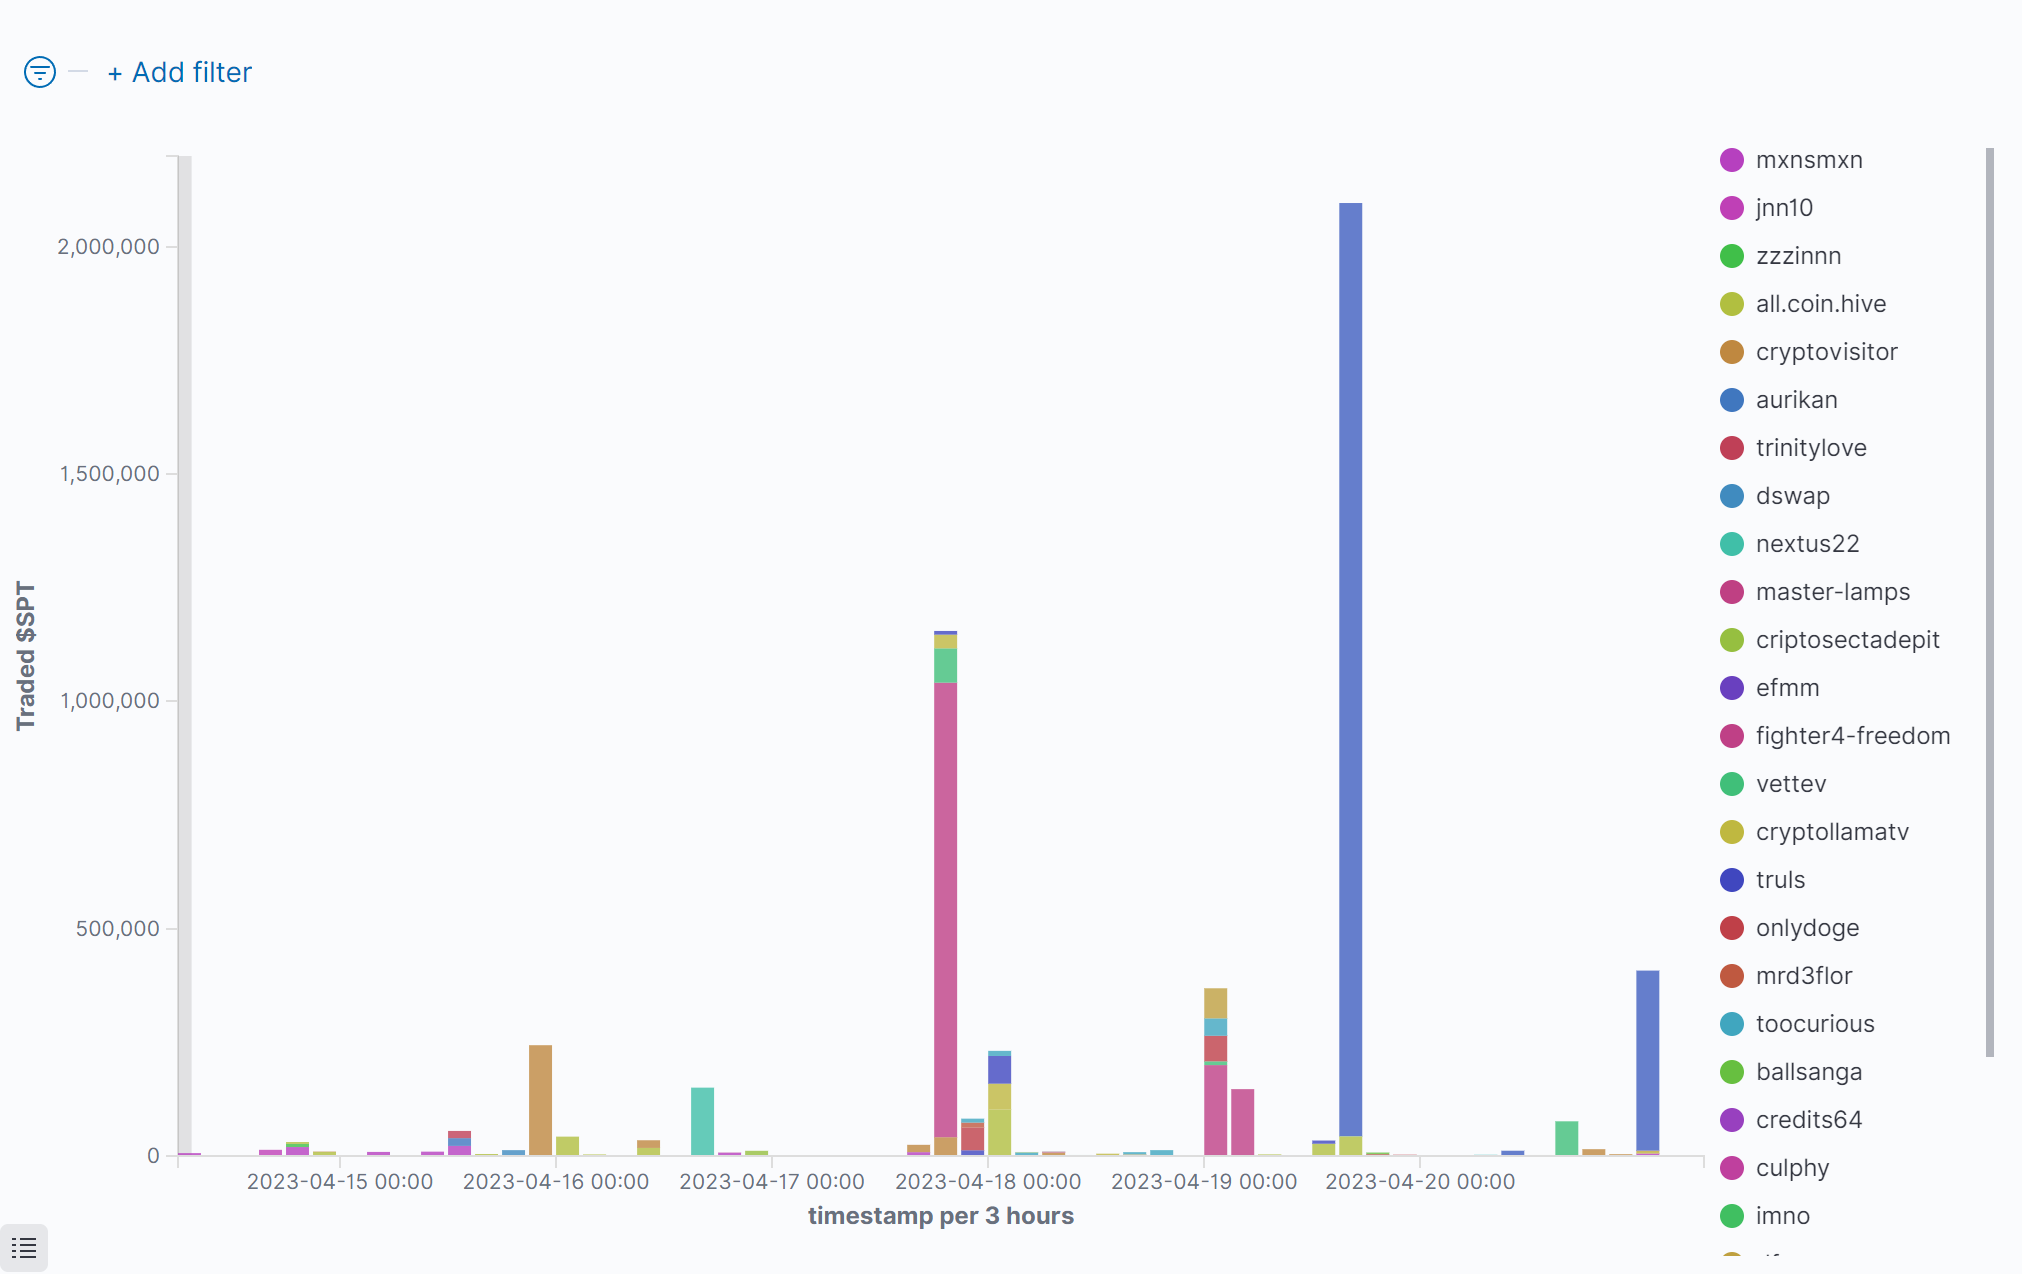 + Add filter
Traded $SPT
2,000,000
1,500,000
1,000,000
500,000
0
2023-04-15 00:00
2023-04-16 00:00
2023-04-17 00:00
2023-04-18 00:00
2023-04-19 00:00
2023-04-20 00:00
timestamp per 3 hours
mxnsmxn
jnn10
zzzinnn
all.coin.hive
cryptovisitor
aurikan
trinitylove
dswap
nextus22
master-lamps
criptosectadepit
efmm
fighter4-freedom
vettev
cryptollamatv
truls
onlydoge
mrd3flor
toocurious
ballsanga
credits64
culphy
imno